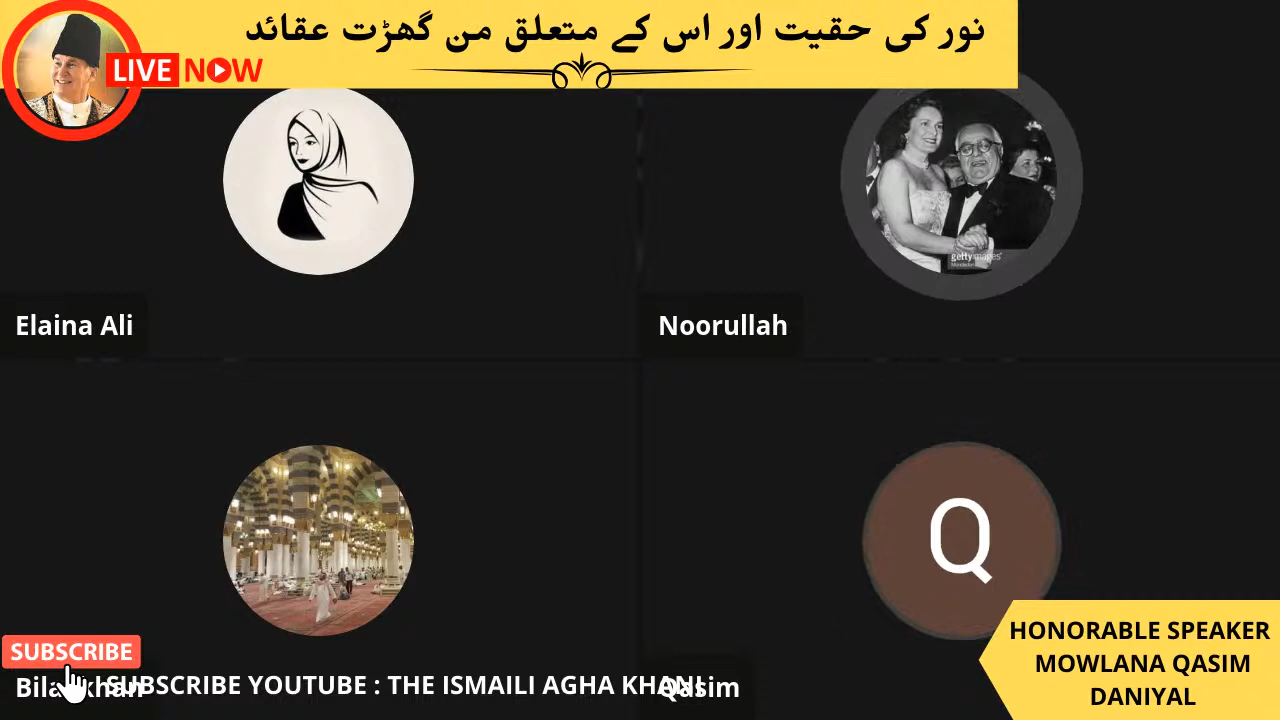 نور کی حقیت اور اس کے متعلق من گھڑت عقائد
LIVE NOW
gettyimages
Elaina Ali
Noorullah
Q
SUBSCRIBE
SUBSCRIBE YOUTUBE : THE ISMAILI AGHA KHANI
Qasim
HONORABLE SPEAKER
MOWLANA QASIM
DANIYAL